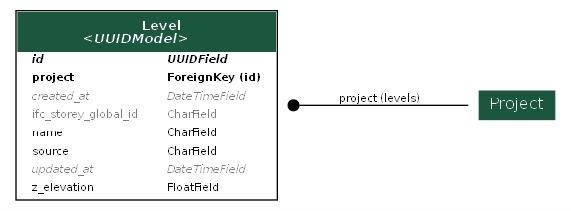 Level
<UUIDModel>
id UUIDField
project ForeignKey (id)
created_at DateTimeField
ifc_storey_global_id CharField
name CharField
source CharField
updated_at DateTimeField
z_elevation FloatField
project (levels)
Project